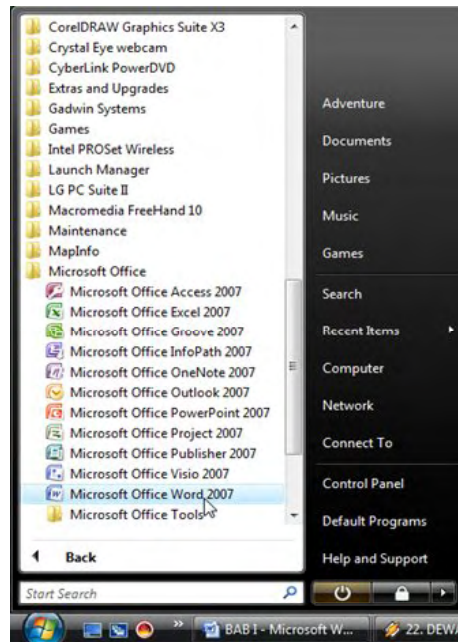 CorelDRAW Graphics Suite X3
Crystal Eye webcam
CyberLink PowerDVD
Extras and Upgrades
Gadwin Systems
Games
Intel PROSet Wireless
Launch Manager
LG PC Suite II
Macromedia FreeHand 10
Maintenance
MapInfo
Microsoft Office
Microsoft Office Access 2007
Microsoft Office Excel 2007
Microsoft Office Groove 2007
Microsoft Office InfoPath 2007
Microsoft Office OneNote 2007
Microsoft Office Outlook 2007
Microsoft Office PowerPoint 2007
Microsoft Office Project 2007
Microsoft Office Publisher 2007
Microsoft Office Visio 2007
Microsoft Office Word 2007
Microsoft Office Tools
Back
Start Search
Adventure
Documents
Pictures
Music
Games
Search
Recent Items
Computer
Network
Connect To
Control Panel
Default Programs
Help and Support
BAB I - Microsoft W...
22. DEWA